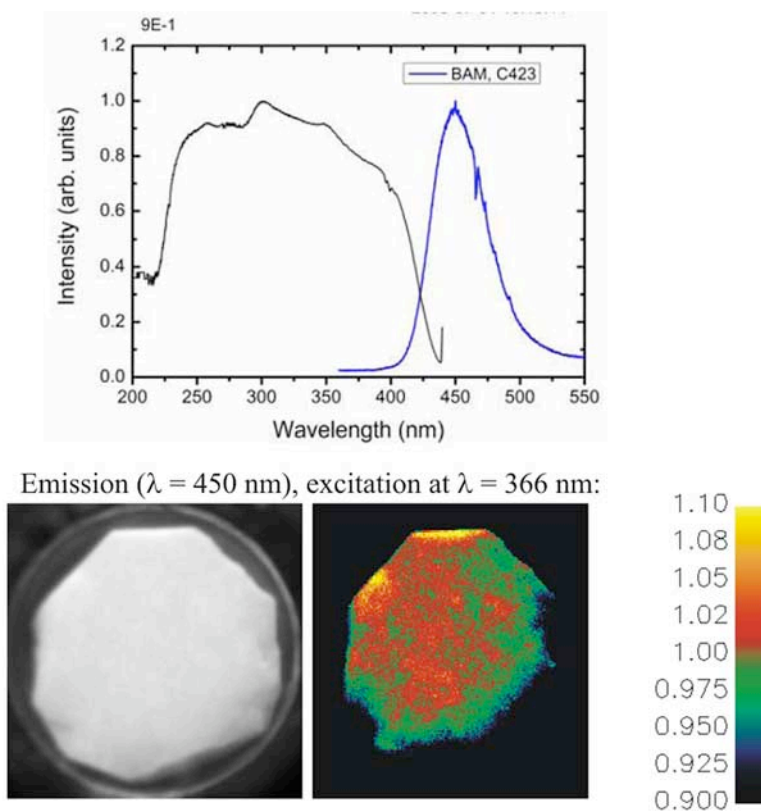 9E-1
BAM, C423
Intensity (arb. units)
1.2
1.0
0.8
0.6
0.4
0.2
0.0
200 250 300 350 400 450 500 550
Wavelength (nm)
Emission (λ = 450 nm), excitation at λ = 366 nm:
1.10
1.08
1.05
1.02
1.00
0.975
0.950
0.925
0.900